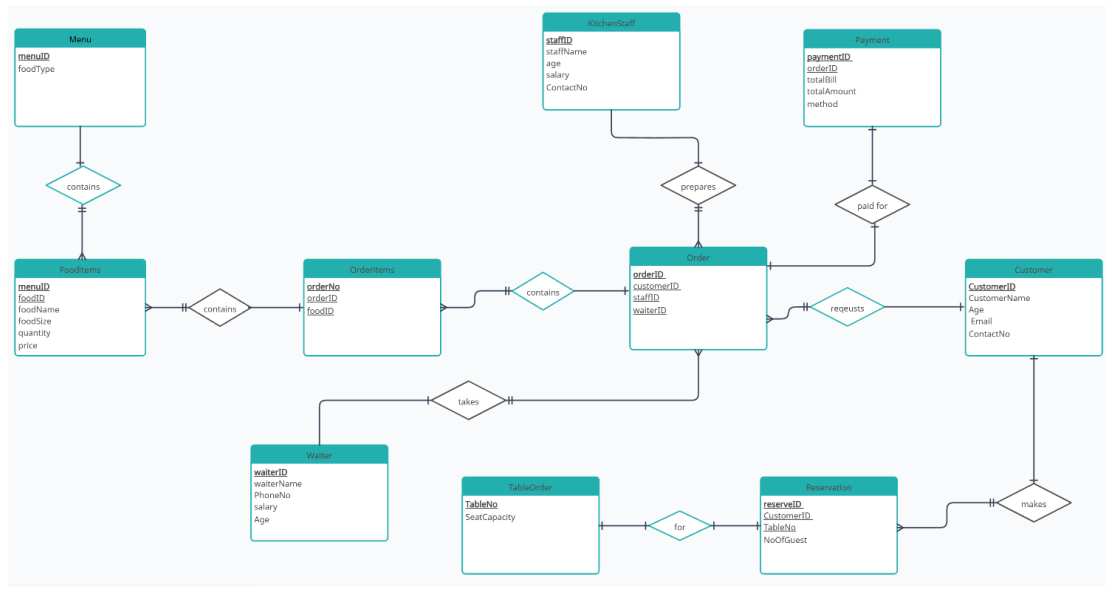 Menu
menuID
foodType
contains
KitchenStaff
staffID
staffName
age
salary
ContactNo
prepares
Payment
paymentID
orderID
totalBill
totalAmount
method
paid for
FoodItems
menuID
foodID
foodName
foodSize
quantity
price
contains
OrderItems
orderNo
orderID
foodID
contains
Order
orderID
customerID
staffID
waiterID
reqeusts
Customer
CustomerID
CustomerName
Age
Email
ContactNo
takes
Waiter
waiterID
waiterName
PhoneNo
salary
Age
TableOrder
TableNo
SeatCapacity
for
Reservation
reserveID
CustomerID
TableNo
NoOfGuest
makes